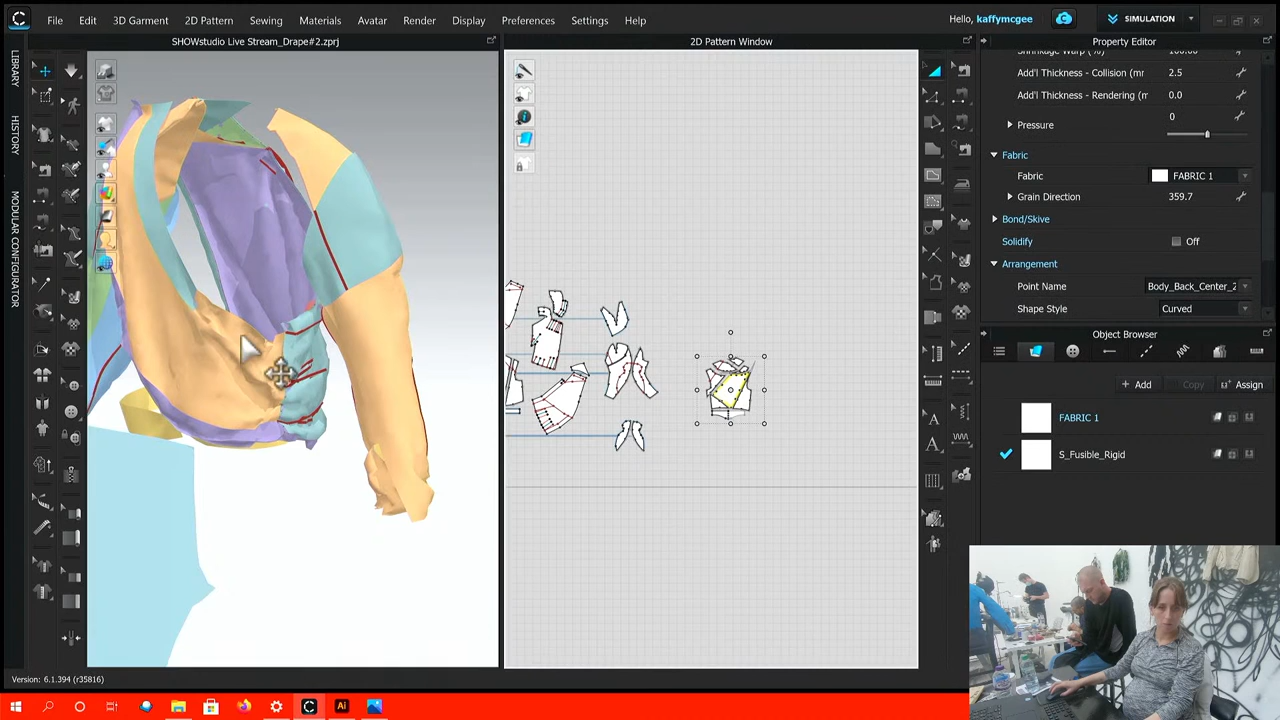 File Edit 3D Garment 2D Pattern Sewing Materials Avatar Render Display Preferences Settings Help
Hello, kaffymcgee
SIMULATION
SHOWstudio Live Stream_Drape#2.zprj
2D Pattern Window
Property Editor
LIBRARY
HISTORY
MODULAR CONFIGURATOR
Add'l Thickness - Collision (mr 2.5
Add'l Thickness - Rendering (m 0.0
Pressure 0
Fabric
Fabric FABRIC 1
Grain Direction 359.7
Bond/Skive
Solidify Off
Arrangement
Point Name Body_Back_Center_2
Shape Style Curved
Object Browser
+ Add Copy Assign
FABRIC 1
S_Fusible_Rigid
Version: 6.1.394 (r35816)
Ai